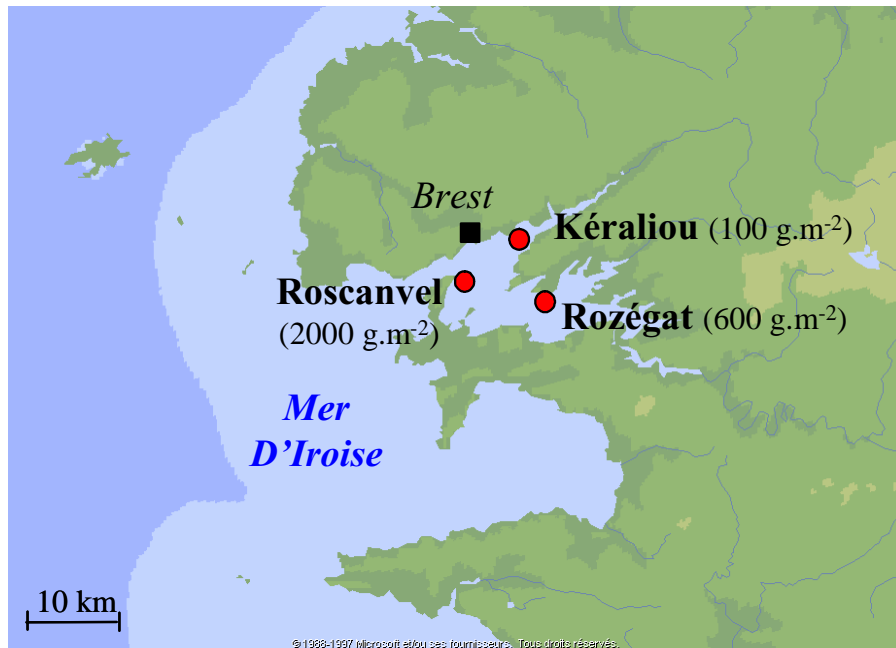 Brest
Kéraliou (100 g.m-2)
Roscanvel
(2000 g.m-2)
Rozégat (600 g.m-2)
Mer
D’Iroise
10 km
© 1988-1997 Microsoft et/ou ses fournisseurs. Tous droits réservés.